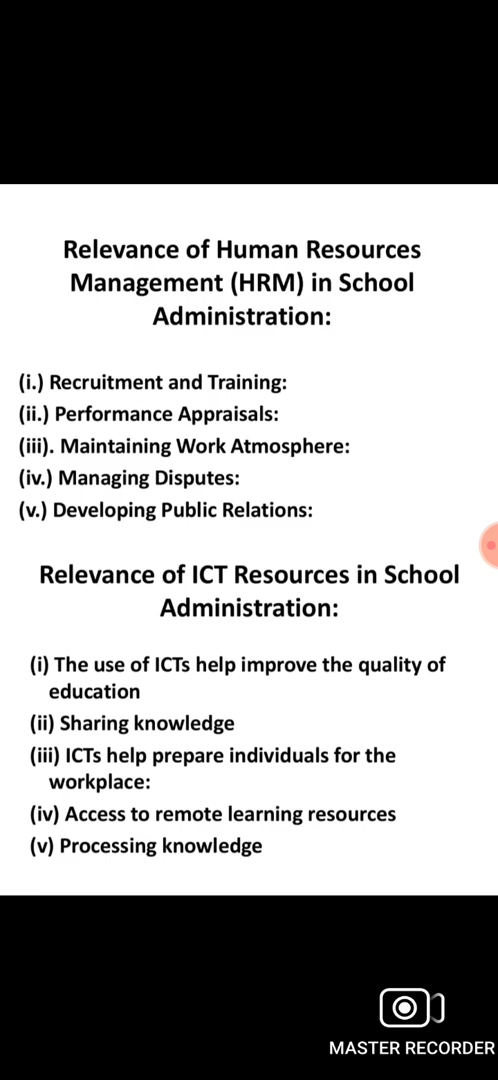 Relevance of Human Resources
Management (HRM) in School
Administration:
(i.) Recruitment and Training:
(ii.) Performance Appraisals:
(iii). Maintaining Work Atmosphere:
(iv.) Managing Disputes:
(v.) Developing Public Relations:
Relevance of ICT Resources in School
Administration:
(i) The use of ICTs help improve the quality of
education
(ii) Sharing knowledge
(iii) ICTs help prepare individuals for the
workplace:
(iv) Access to remote learning resources
(v) Processing knowledge
MASTER RECORDER